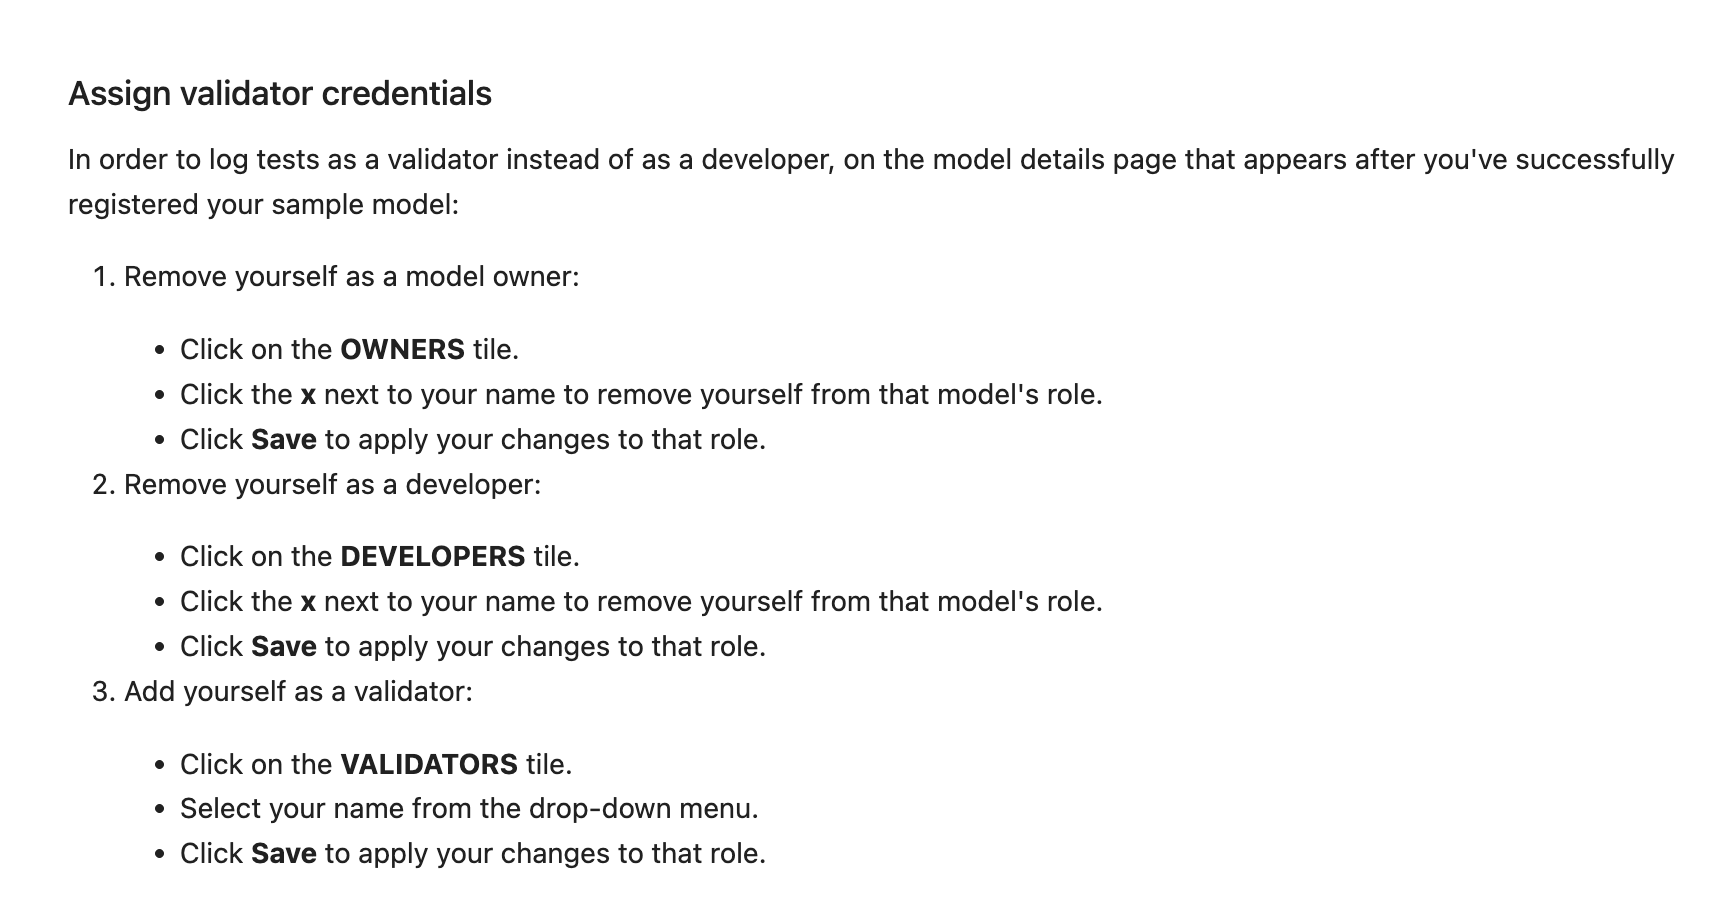 Assign validator credentials
In order to log tests as a validator instead of as a developer, on the model details page that appears after you've successfully
registered your sample model:
1. Remove yourself as a model owner:
• Click on the OWNERS tile.
• Click the x next to your name to remove yourself from that model's role.
• Click Save to apply your changes to that role.
2. Remove yourself as a developer:
• Click on the DEVELOPERS tile.
• Click the x next to your name to remove yourself from that model's role.
• Click Save to apply your changes to that role.
3. Add yourself as a validator:
• Click on the VALIDATORS tile.
• Select your name from the drop-down menu.
• Click Save to apply your changes to that role.